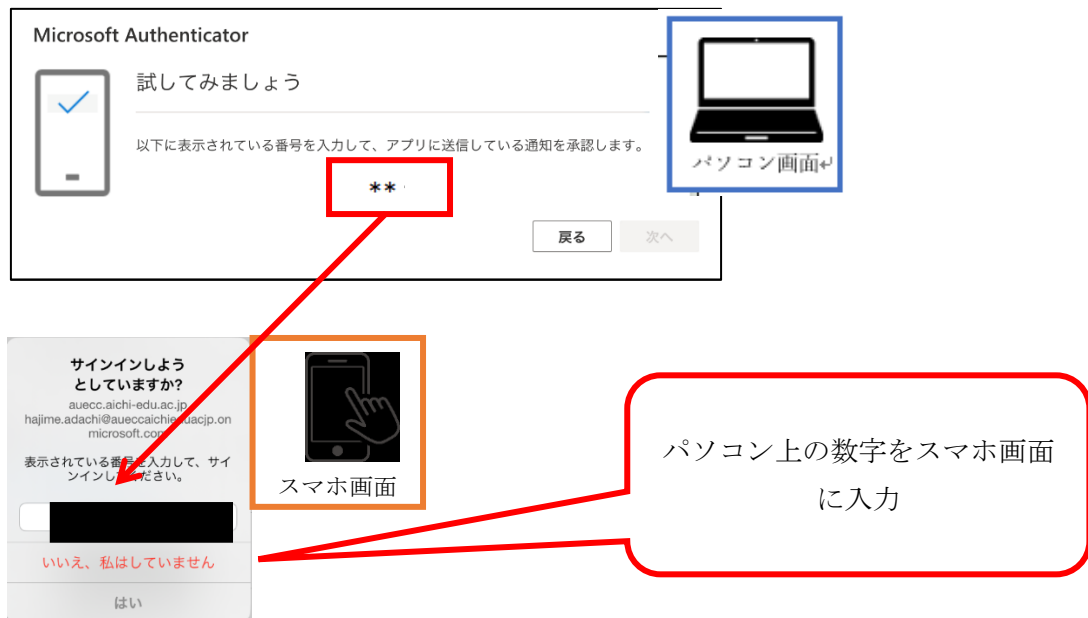 Microsoft Authenticator
試してみましょう
以下に表示されている番号を入力して、アプリに送信している通知を承認します。
**
戻る
次へ
パソコン画面↵
サインインしよう
としていますか?
auecc.aichi-edu.ac.jp
スマホ画面
表示されている番号を入力して、サイ
ンインしてください。
いいえ、私はしていません
はい
パソコン上の数字をスマホ画面
に入力